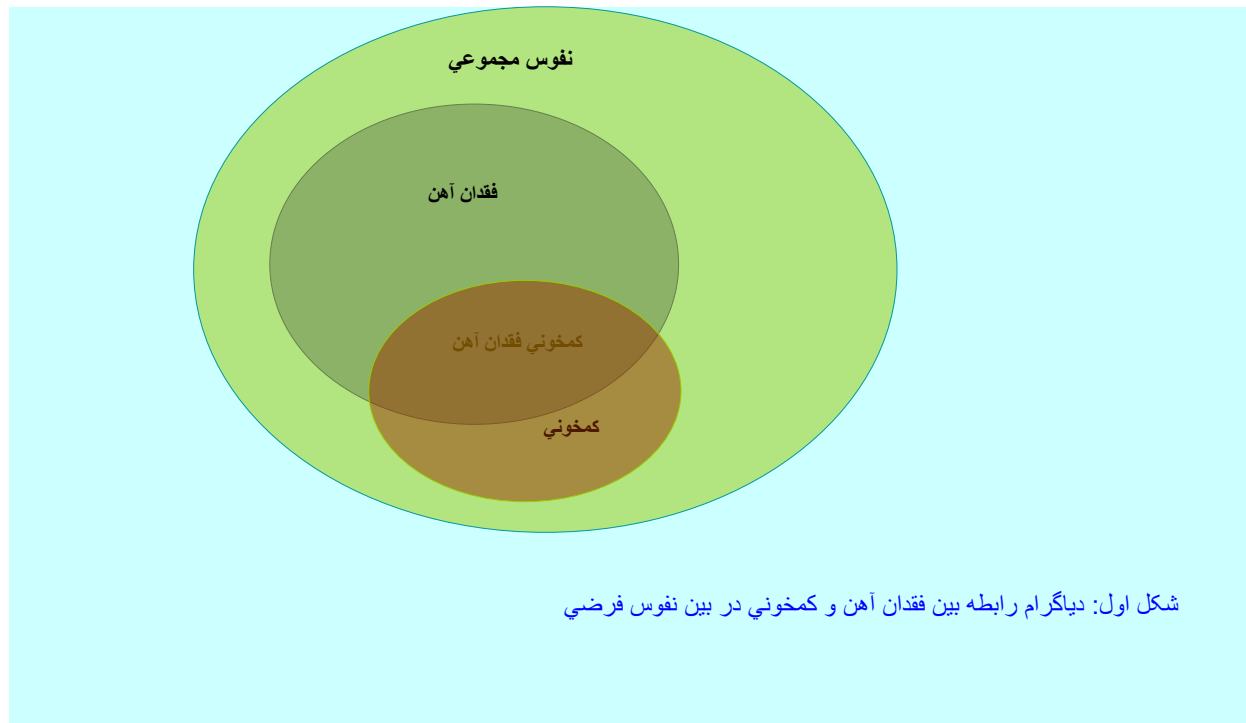 نفوس مجموعي
فقدان آهن
كمخوني فقدان آهن
كمخوني
شكل اول: دياگرام رابطه بين فقدان آهن و كمخوني در بين نفوس فرضي